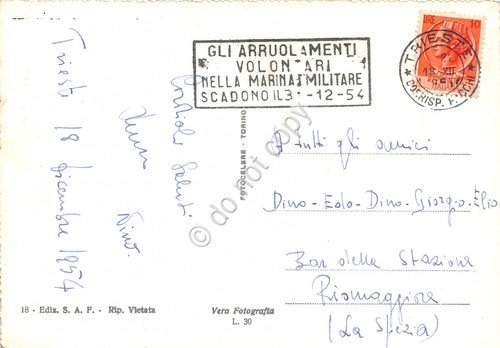 Trieste 18 dicembre 1954
Cordiali Saluti
Nino.
GLI ARRUOLAMENTI
VOLONTARI
NELLA MARINA MILITARE
SCADONO IL 31-12-54
TRIESTE
CORRISP. PACCHI
A tutti gli amici
Dino-Eolo-Dino-Giorgio-Elio
Bar della Stazione
Riomaggiore
(La Spezia)
FOTOCELERE - TORINO
do not copy
18 - Ediz. S. A. F. - Rip. Vietata
Vera Fotografia
L. 30